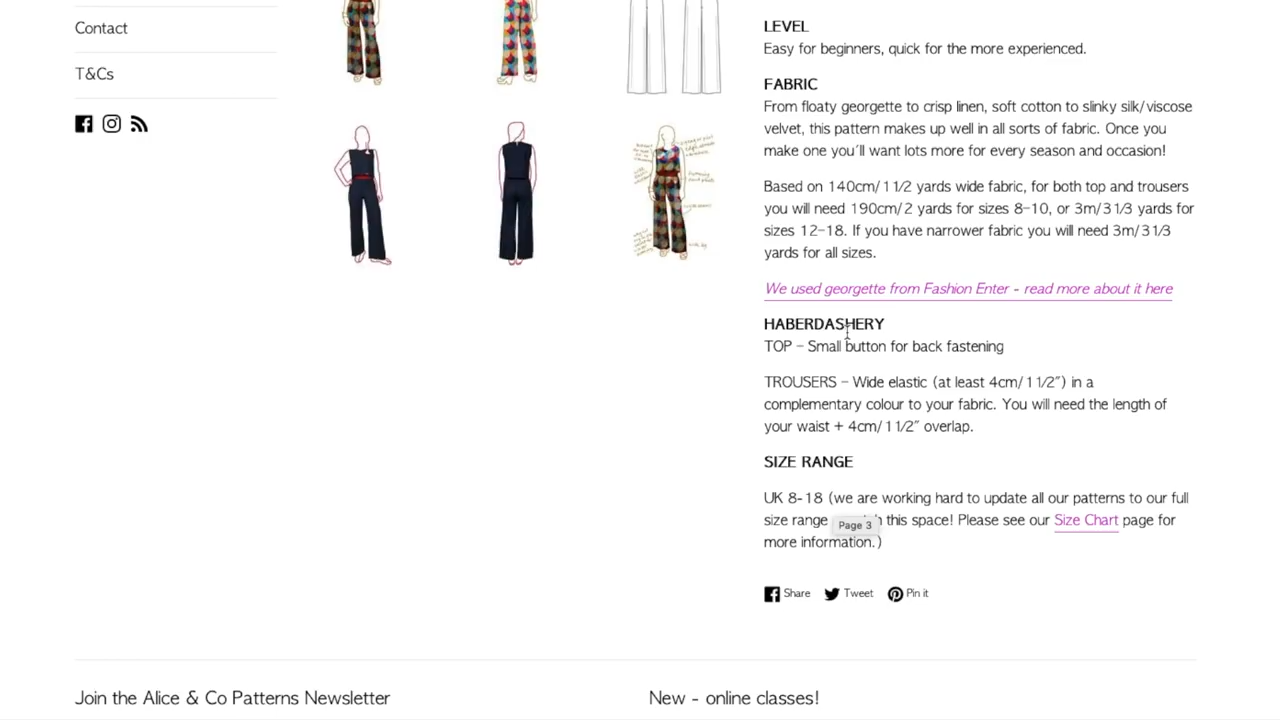 Contact
T&Cs
LEVEL
Easy for beginners, quick for the more experienced.
FABRIC
From floaty georgette to crisp linen, soft cotton to slinky silk/viscose
velvet, this pattern makes up well in all sorts of fabric. Once you
make one you'll want lots more for every season and occasion!
Based on 140cm/1 1/2 yards wide fabric, for both top and trousers
you will need 190cm/2 yards for sizes 8-10, or 3m/3 1/3 yards for
sizes 12-18. If you have narrower fabric you will need 3m/3 1/3
yards for all sizes.
We used georgette from Fashion Enter - read more about it here
HABERDASHERY
TOP – Small button for back fastening
TROUSERS – Wide elastic (at least 4cm/1 1/2") in a
complementary colour to your fabric. You will need the length of
your waist + 4cm/1 1/2" overlap.
SIZE RANGE
UK 8-18 (we are working hard to update all our patterns to our full
size range this space! Please see our Size Chart page for
Page 3
more information.)
Share Tweet Pin it
Join the Alice & Co Patterns Newsletter
New - online classes!